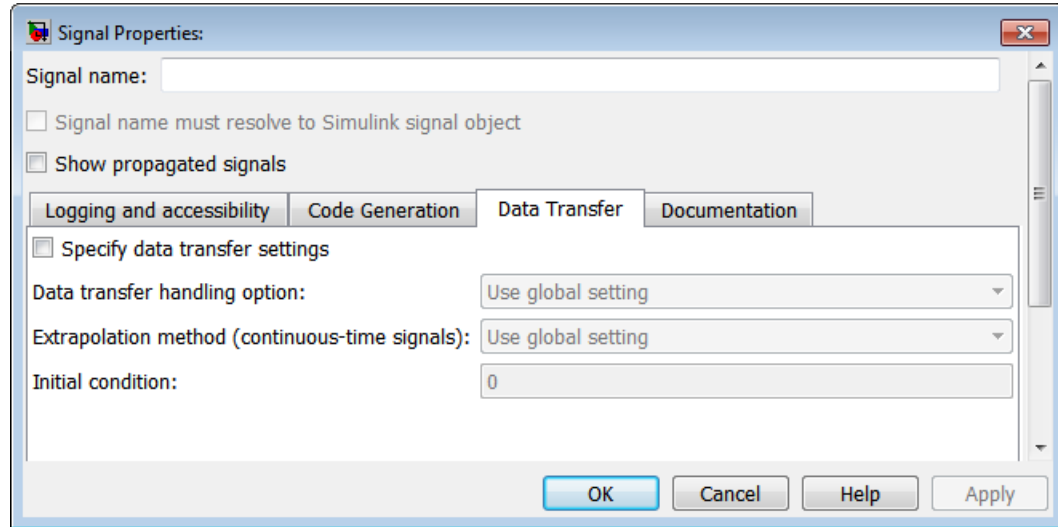 Signal Properties:
Signal name:
Signal name must resolve to Simulink signal object
Show propagated signals
Logging and accessibility Code Generation Data Transfer Documentation
Specify data transfer settings
Data transfer handling option: Use global setting
Extrapolation method (continuous-time signals): Use global setting
Initial condition: 0
OK Cancel Help Apply